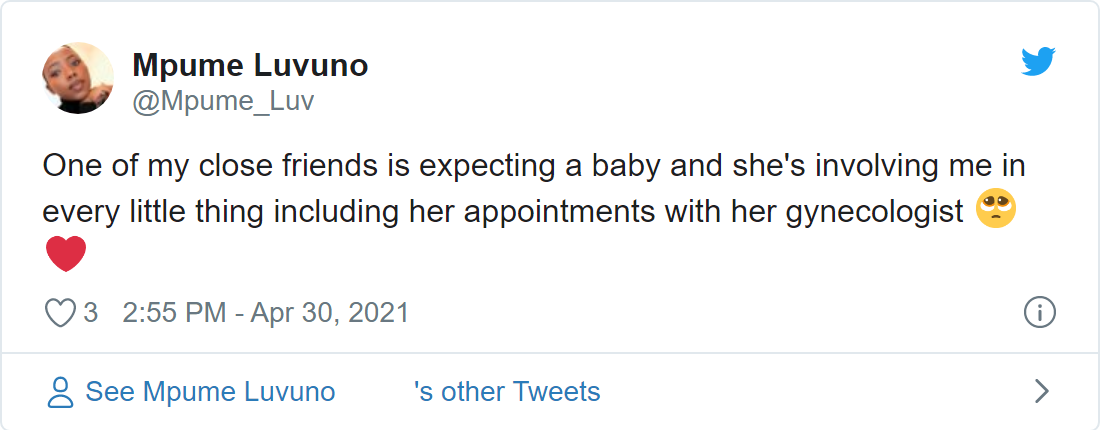 Mpume Luvuno
@Mpume_Luv
One of my close friends is expecting a baby and she's involving me in
every little thing including her appointments with her gynecologist 🥺
❤️
3 2:55 PM - Apr 30, 2021
See Mpume Luvuno 's other Tweets